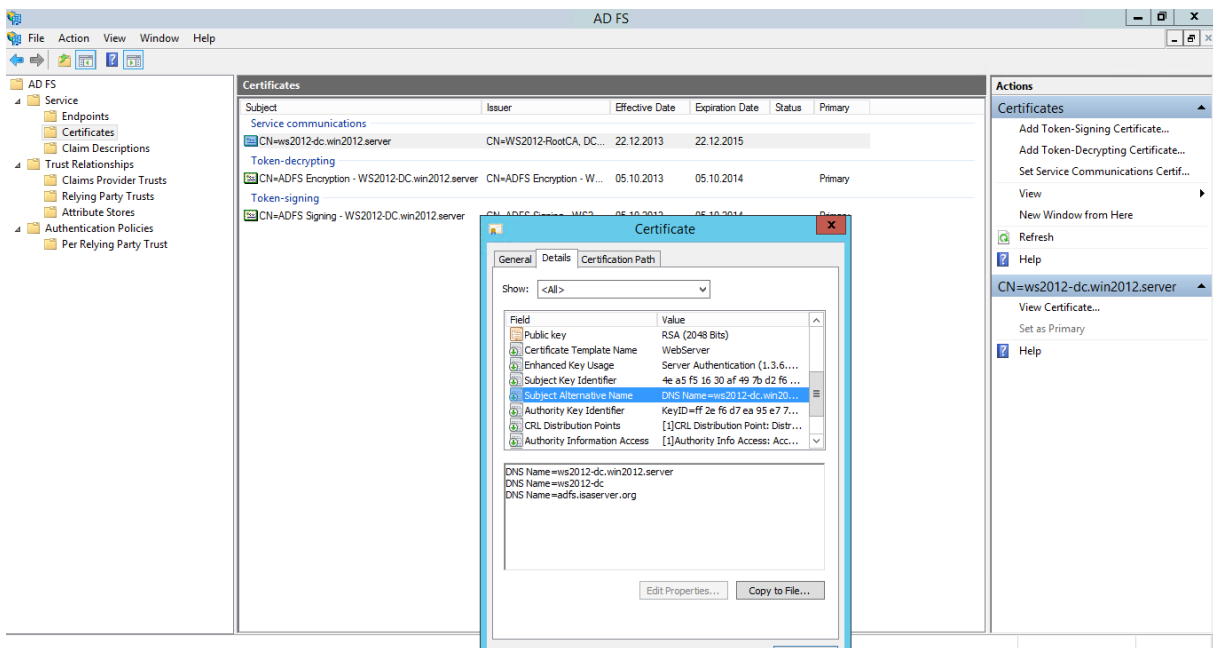 AD FS
File Action View Window Help
AD FS
Service
Endpoints
Certificates
Claim Descriptions
Trust Relationships
Claims Provider Trusts
Relying Party Trusts
Attribute Stores
Authentication Policies
Per Relying Party Trust
Certificates
Subject Issuer Effective Date Expiration Date Status Primary
Service communications
CN=ws2012-dc.win2012.server CN=WS2012-RootCA, DC... 22.12.2013 22.12.2015
Token-decrypting
CN=ADFS Encryption - WS2012-DC.win2012.server CN=ADFS Encryption - W... 05.10.2013 05.10.2014 Primary
Token-signing
CN=ADFS Signing - WS2012-DC.win2012.server
Certificate
General Details Certification Path
Show: <All>
Field Value
Public key RSA (2048 Bits)
Certificate Template Name WebServer
Enhanced Key Usage Server Authentication (1.3.6....
Subject Key Identifier 4e a5 f5 16 30 af 49 7b d2 f6 ...
Subject Alternative Name DNS Name=ws2012-dc.win20...
Authority Key Identifier KeyID=ff 2e f6 d7 ea 95 e7 7...
CRL Distribution Points [1]CRL Distribution Point: Distr...
Authority Information Access [1]Authority Info Access: Acc...
DNS Name=ws2012-dc.win2012.server
DNS Name=ws2012-dc
DNS Name=adfs.isaserver.org
Edit Properties... Copy to File...
Actions
Certificates
Add Token-Signing Certificate...
Add Token-Decrypting Certificate...
Set Service Communications Certif...
View
New Window from Here
Refresh
Help
CN=ws2012-dc.win2012.server
View Certificate...
Set as Primary
Help